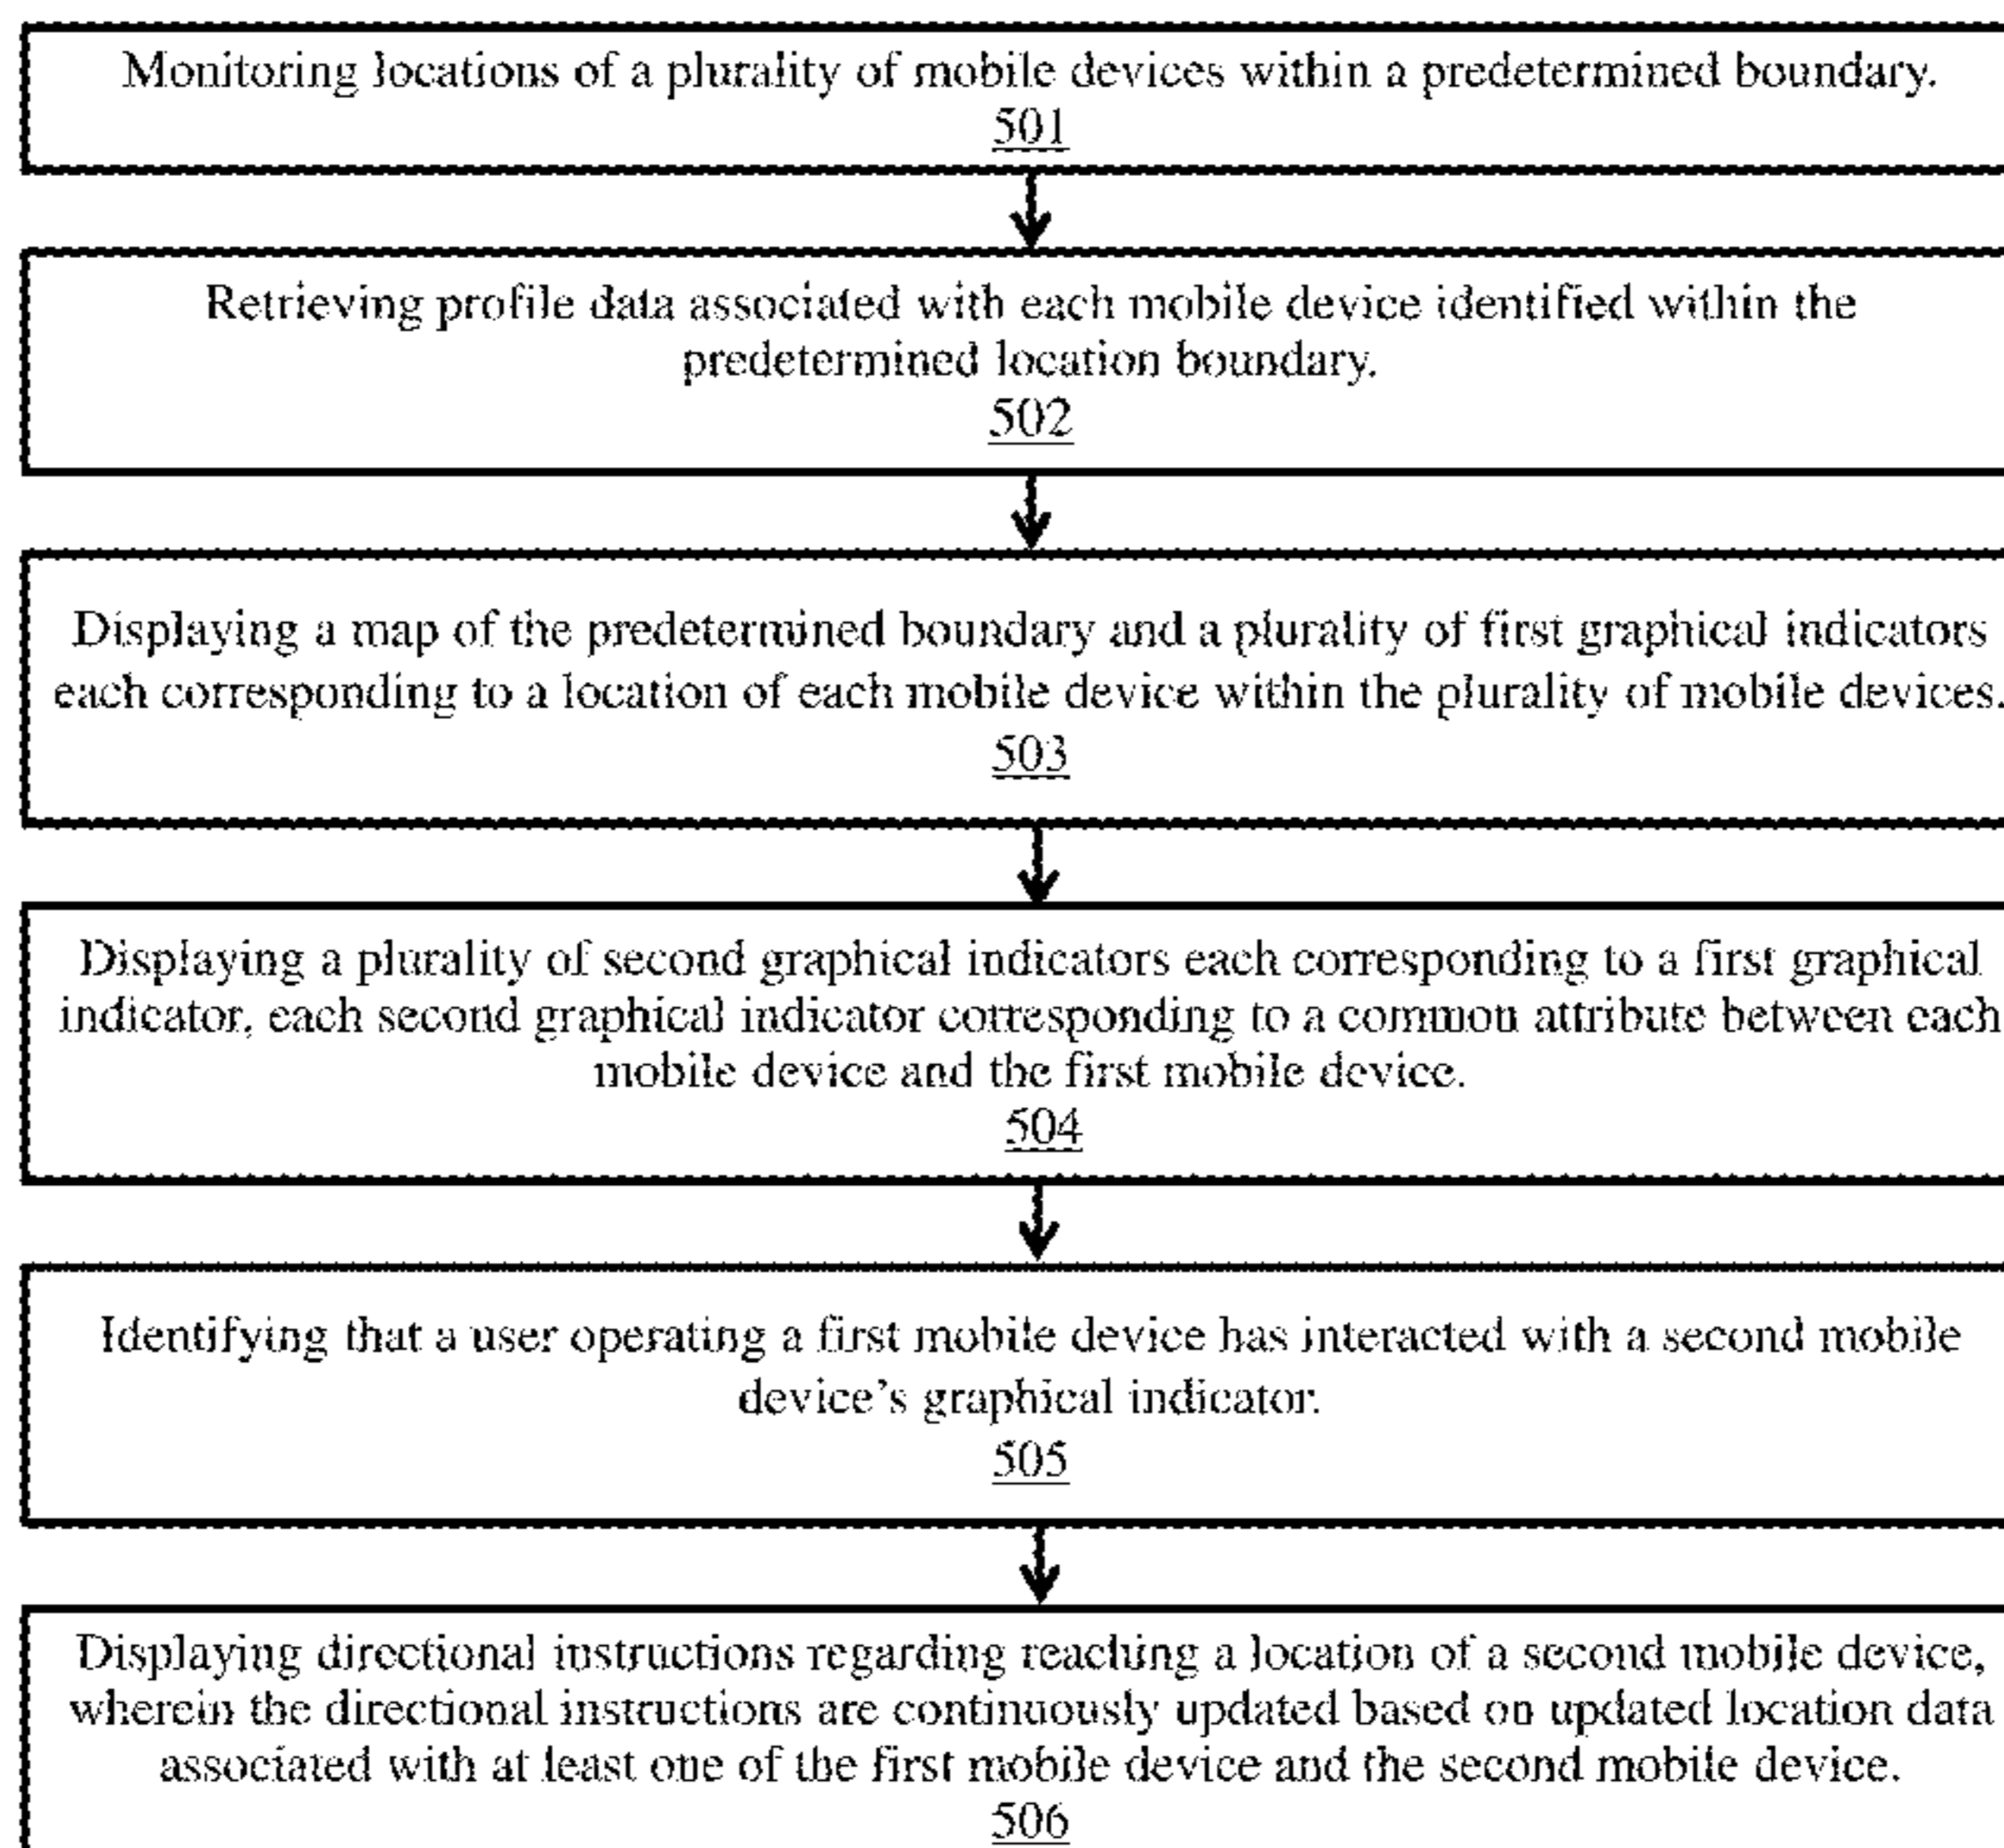 Monitoring locations of a plurality of mobile devices within a predetermined boundary.
501
Retrieving profile data associated with each mobile device identified within the
predetermined location boundary.
502
Displaying a map of the predetermined boundary and a plurality of first graphical indicators
each corresponding to a location of each mobile device within the plurality of mobile devices.
503
Displaying a plurality of second graphical indicators each corresponding to a first graphical
indicator, each second graphical indicator corresponding to a common attribute between each
mobile device and the first mobile device.
504
Identifying that a user operating a first mobile device has interacted with a second mobile
device's graphical indicator.
505
Displaying directional instructions regarding reaching a location of a second mobile device,
wherein the directional instructions are continuously updated based on updated location data
associated with at least one of the first mobile device and the second mobile device.
506